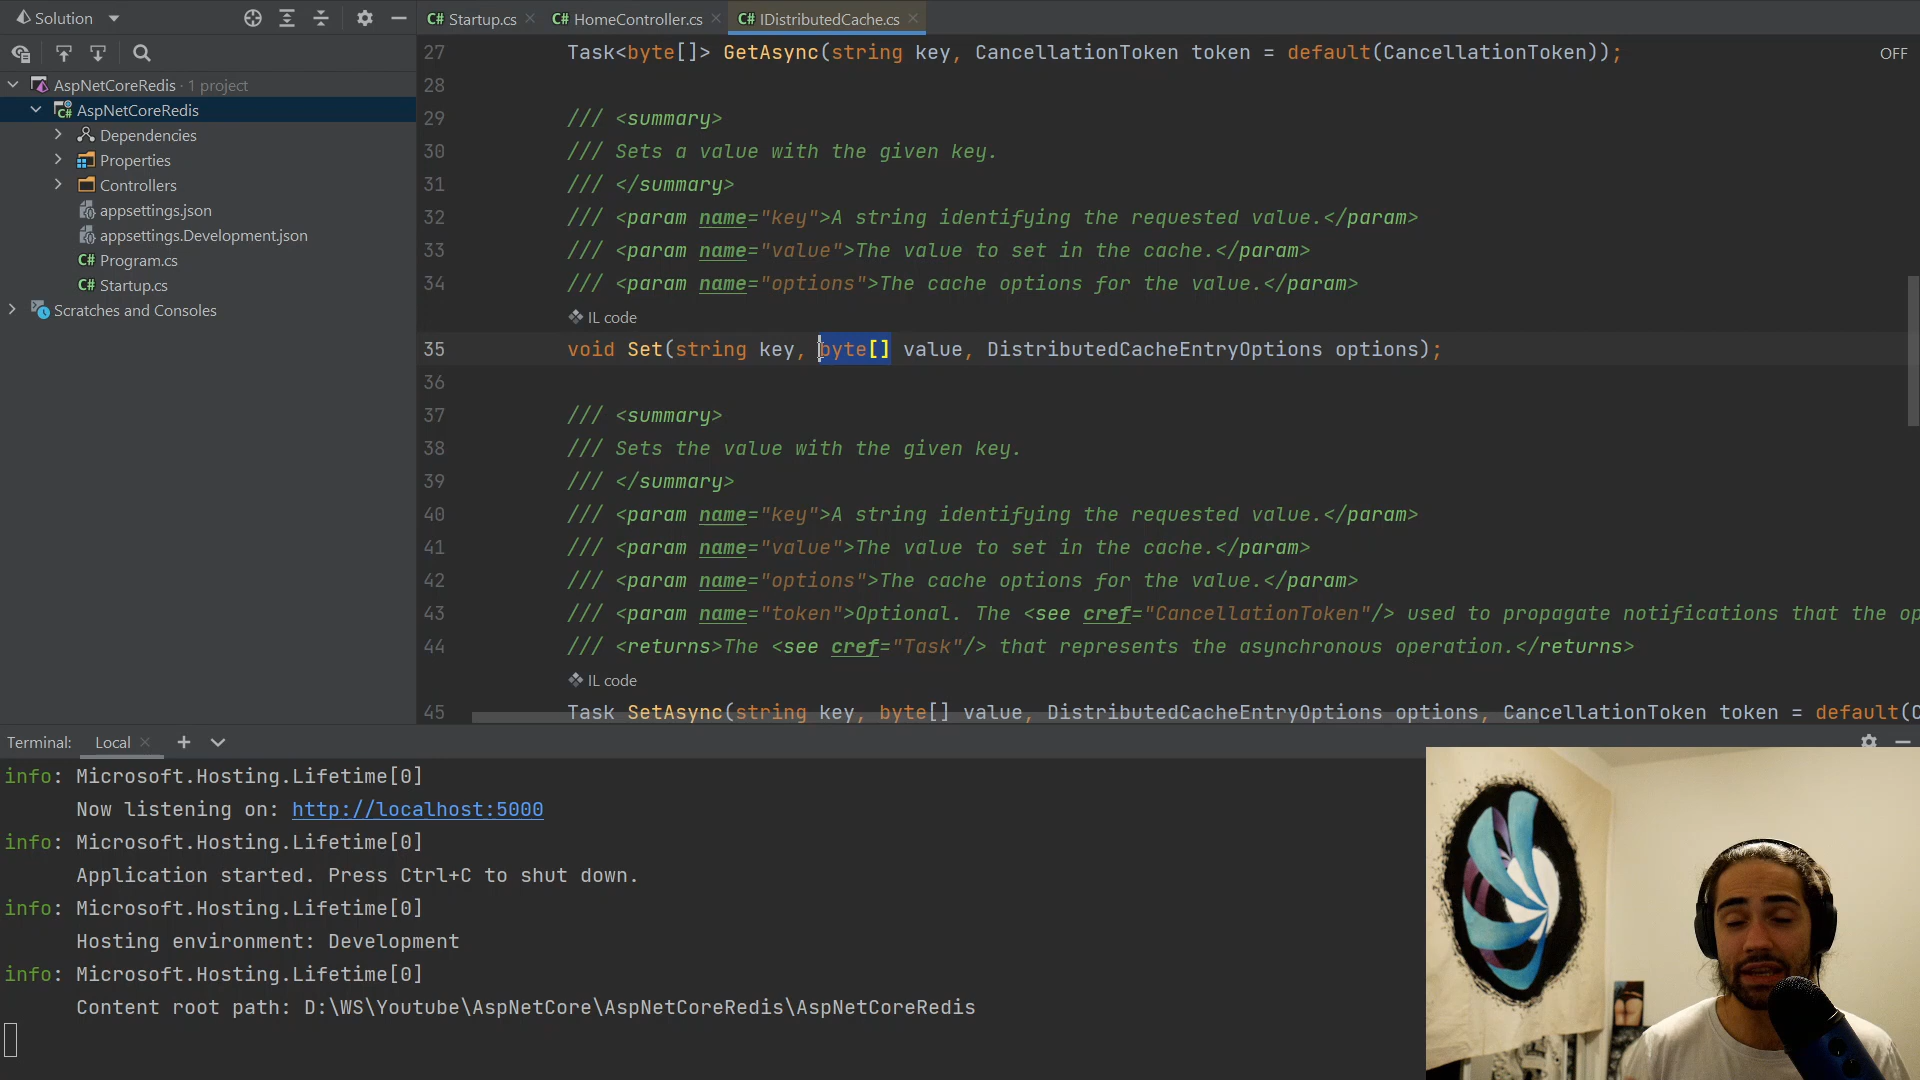 Solution
Startup.cs
HomeController.cs
IDistributedCache.cs
AspNetCoreRedis · 1 project
AspNetCoreRedis
Dependencies
Properties
Controllers
appsettings.json
appsettings.Development.json
Program.cs
Startup.cs
Scratches and Consoles
OFF
27 Task<byte[]> GetAsync(string key, CancellationToken token = default(CancellationToken));
28
29 /// <summary>
30 /// Sets a value with the given key.
31 /// </summary>
32 /// <param name="key">A string identifying the requested value.</param>
33 /// <param name="value">The value to set in the cache.</param>
34 /// <param name="options">The cache options for the value.</param>
IL code
35 void Set(string key, byte[] value, DistributedCacheEntryOptions options);
36
37 /// <summary>
38 /// Sets the value with the given key.
39 /// </summary>
40 /// <param name="key">A string identifying the requested value.</param>
41 /// <param name="value">The value to set in the cache.</param>
42 /// <param name="options">The cache options for the value.</param>
43 /// <param name="token">Optional. The <see cref="CancellationToken"/> used to propagate notifications that the op
44 /// <returns>The <see cref="Task"/> that represents the asynchronous operation.</returns>
IL code
45 Task SetAsync(string key, byte[] value, DistributedCacheEntryOptions options, CancellationToken token = default(C
Terminal: Local
info: Microsoft.Hosting.Lifetime[0]
Now listening on: http://localhost:5000
info: Microsoft.Hosting.Lifetime[0]
Application started. Press Ctrl+C to shut down.
info: Microsoft.Hosting.Lifetime[0]
Hosting environment: Development
info: Microsoft.Hosting.Lifetime[0]
Content root path: D:\WS\Youtube\AspNetCore\AspNetCoreRedis\AspNetCoreRedis